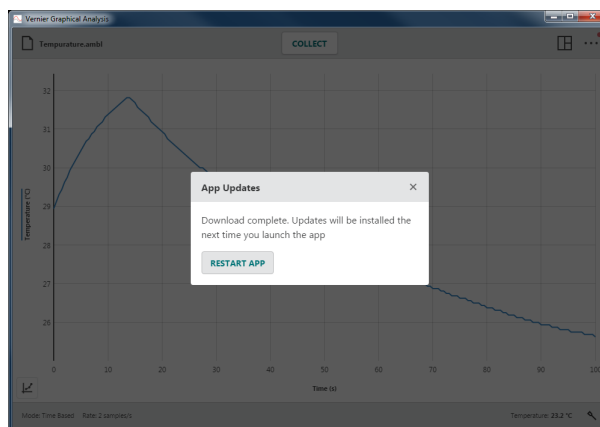 Vernier Graphical Analysis
Tempurature.ambl
COLLECT
32
31
30
29
28
27
26
Temperature (°C)
App Updates
Download complete. Updates will be installed the
next time you launch the app
RESTART APP
0 10 20 30 40 50 60 70 80 90 100
Time (s)
Mode: Time Based Rate: 2 samples/s
Temperature: 23.2 °C